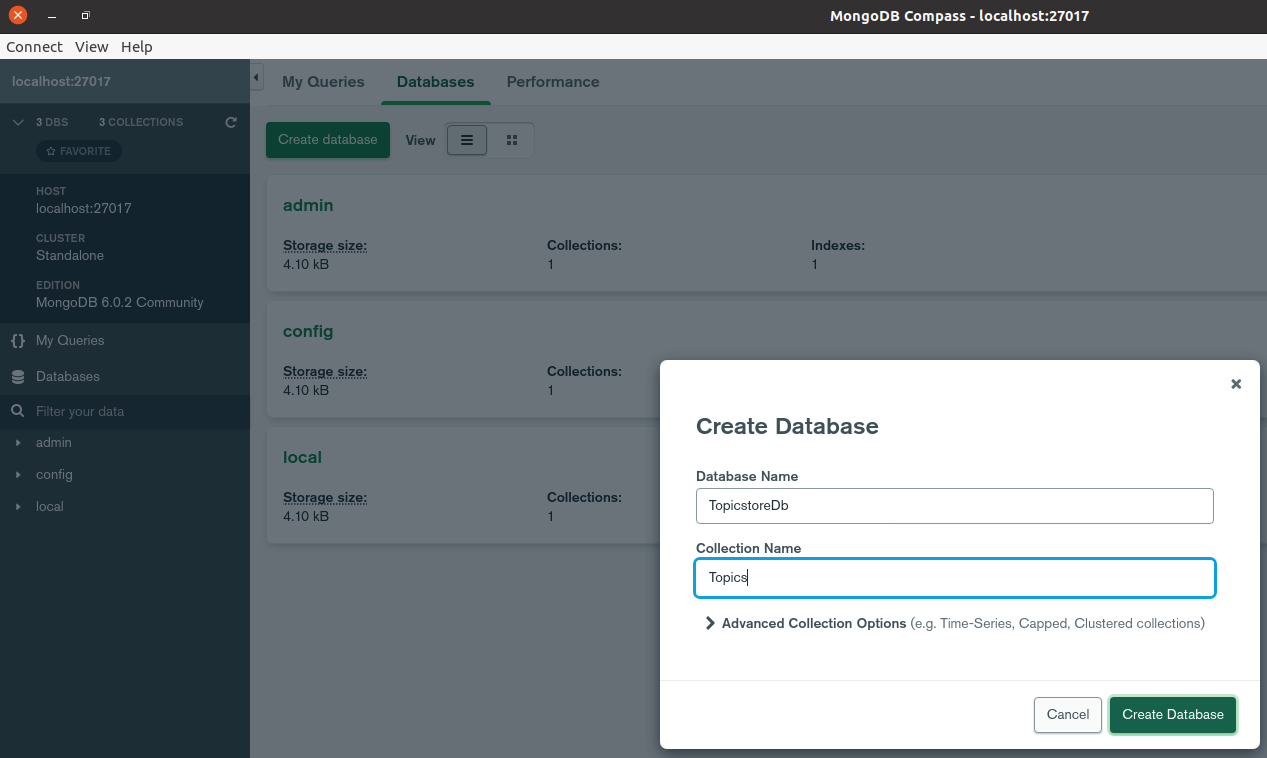 MongoDB Compass - localhost:27017
Connect View Help
localhost:27017
3 DBS 3 COLLECTIONS
FAVORITE
HOST
localhost:27017
CLUSTER
Standalone
EDITION
MongoDB 6.0.2 Community
{} My Queries
Databases
Filter your data
admin
config
local
My Queries Databases Performance
Create database View
admin
Storage size: Collections: Indexes:
4.10 kB 1 1
config
Storage size: Collections:
4.10 kB 1
local
Storage size: Collections:
4.10 kB 1
Create Database
Database Name
TopicstoreDb
Collection Name
Topics
Advanced Collection Options (e.g. Time-Series, Capped, Clustered collections)
Cancel Create Database